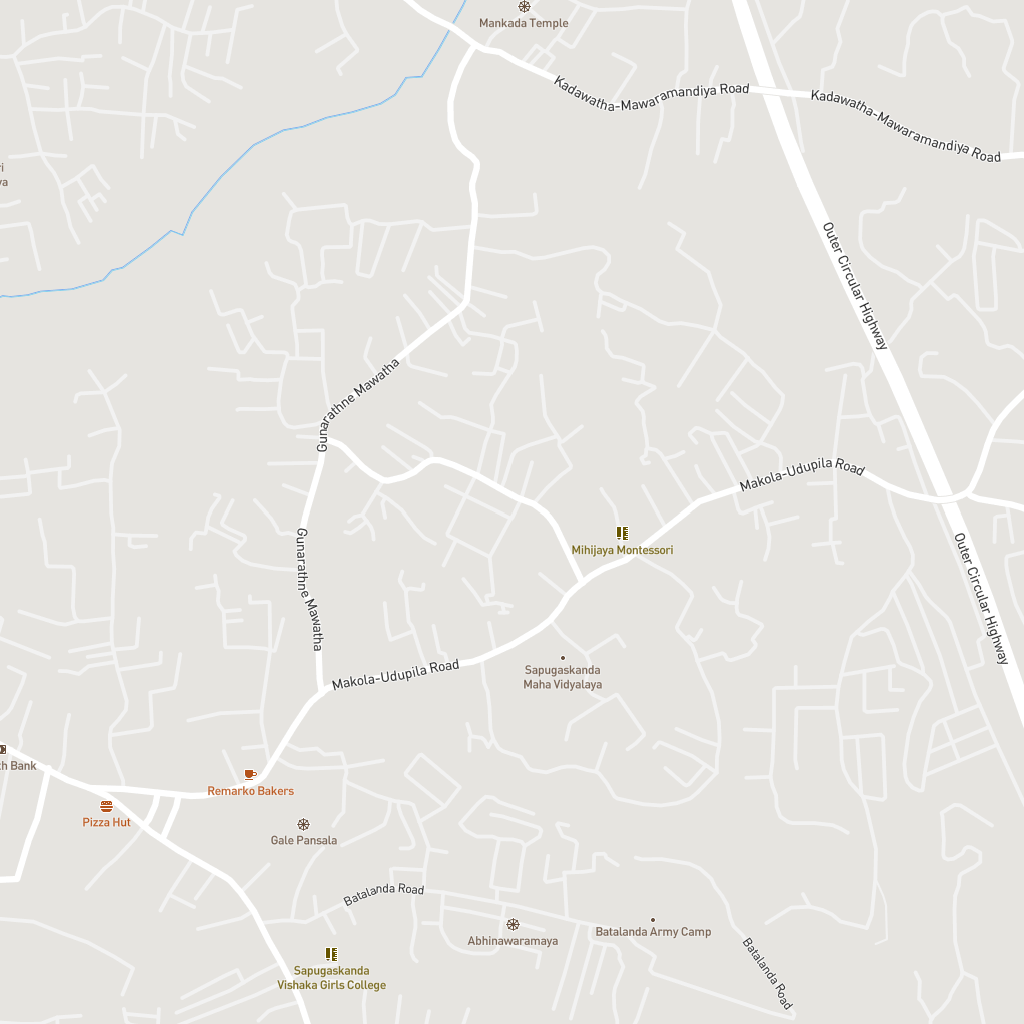 Mankada Temple
Kadawatha-Mawaramandiya Road
Kadawatha-Mawaramandiya Road
Outer Circular Highway
Gunarathne Mawatha
Makola-Udupila Road
Gunarathne Mawatha
Mihijaya Montessori
Outer Circular Highway
Makola-Udupila Road
Sapugaskanda
Maha Vidyalaya
th Bank
Remarko Bakers
Pizza Hut
Gale Pansala
Batalanda Road
Abhinawaramaya
Batalanda Army Camp
Batalanda Road
Sapugaskanda
Vishaka Girls College